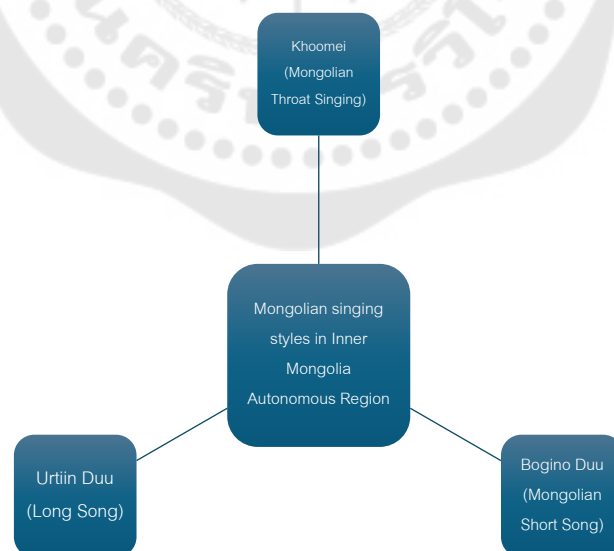 Khoomei
(Mongolian
Throat Singing)
Mongolian singing
styles in Inner
Mongolia
Autonomous Region
Urtiin Duu
(Long Song)
Bogino Duu
(Mongolian
Short Song)